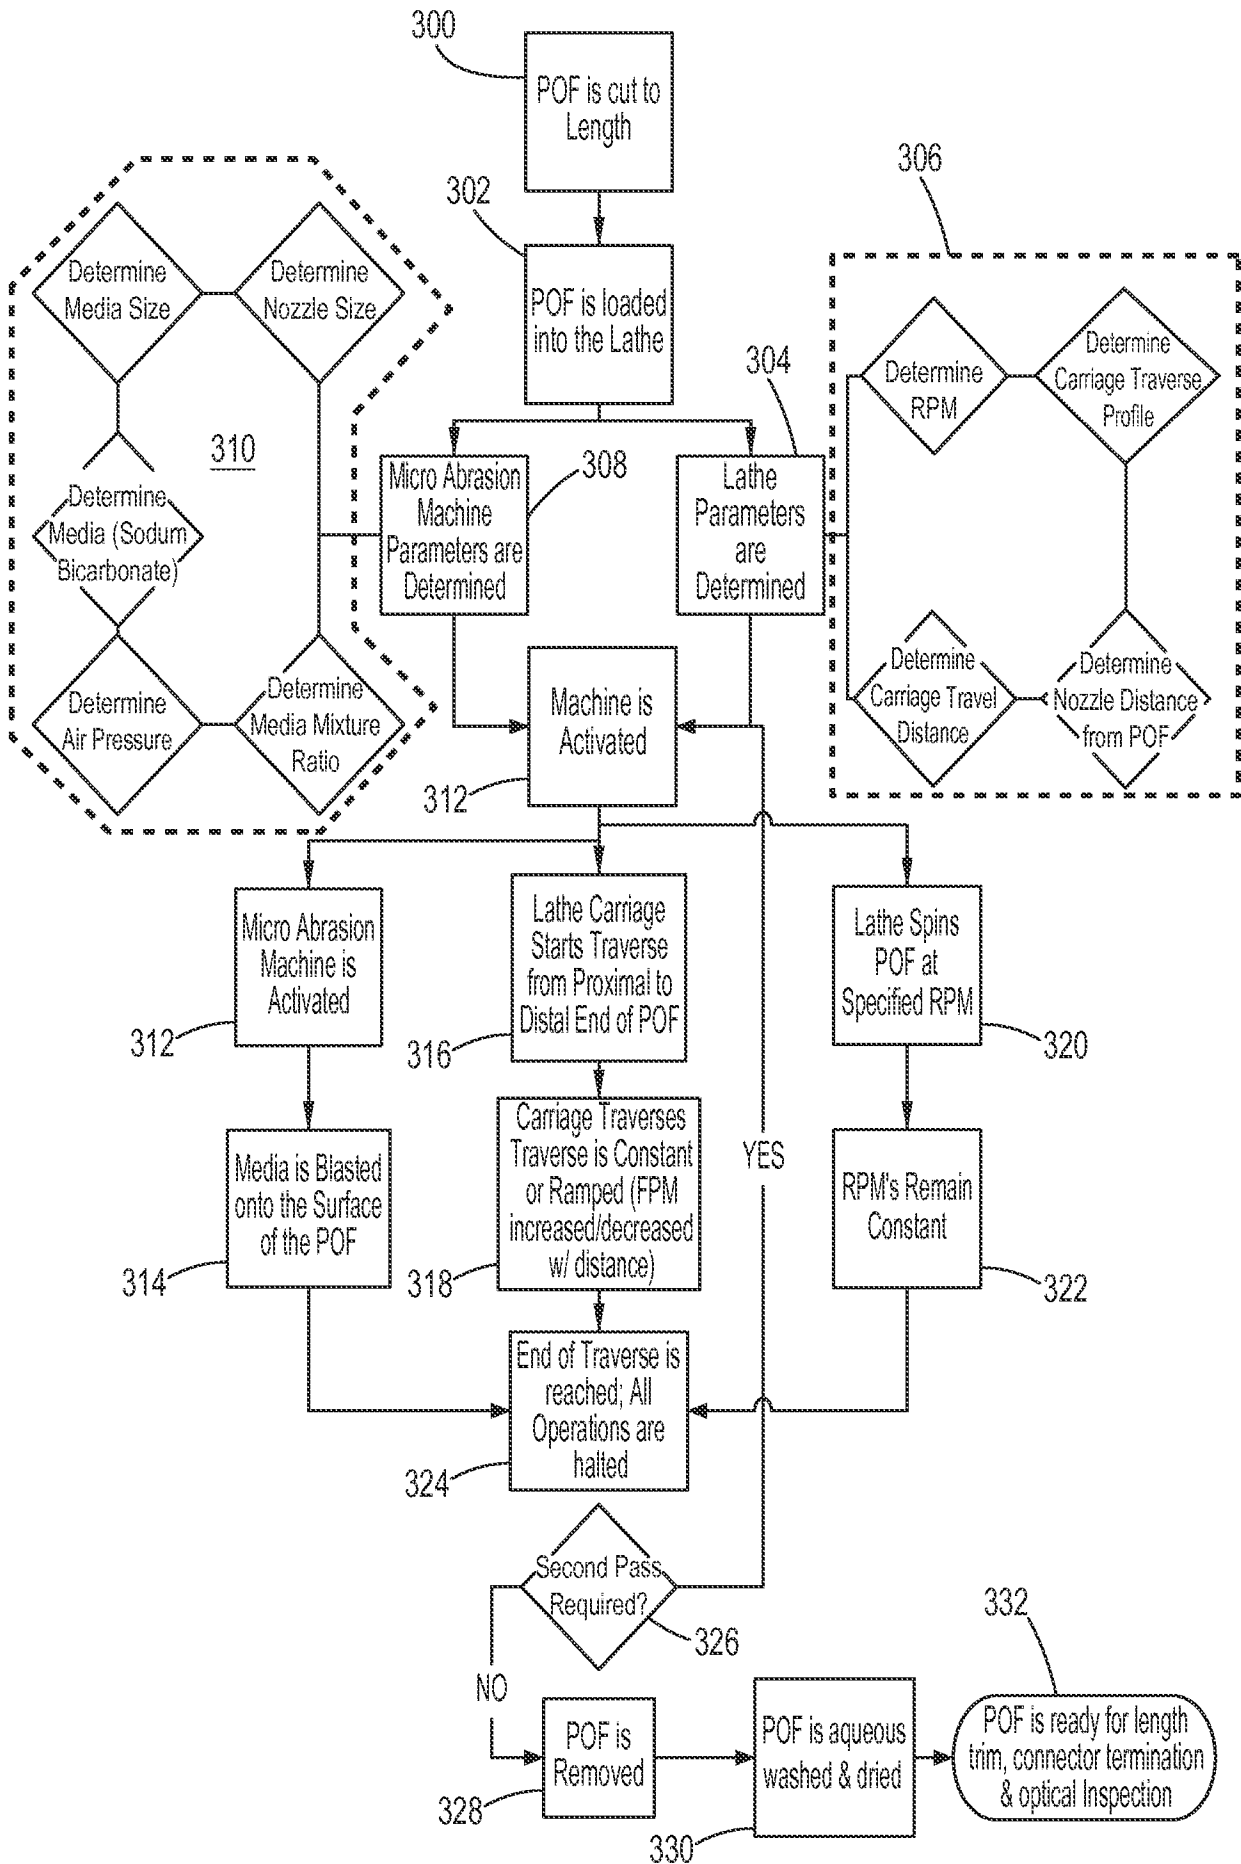 300
POF is cut to
Length
302
POF is loaded
into the Lathe
306
304
Determine
Media Size
Determine
Nozzle Size
310
Determine
Media (Sodum
Bicarbonate)
Determine
Air Pressure
Determine
Media Mixture
Ratio
308
Micro Abrasion
Machine
Parameters are
Determined
Lathe
Parameters
are
Determined
Determine
RPM
Determine
Carriage Traverse
Profile
Determine
Carriage Travel
Distance
Determine
Nozzle Distance
from POF
Machine is
Activated
312
Micro Abrasion
Machine is
Activated
312
Lathe Carriage
Starts Traverse
from Proximal to
Distal End of POF
316
Lathe Spins
POF at
Specified RPM
320
Media is Blasted
onto the Surface
of the POF
314
Carriage Traverses
Traverse is Constant
or Ramped (FPM
increased/decreased
w/ distance)
318
YES
RPM's Remain
Constant
322
End of Traverse is
reached; All
Operations are
halted
324
Second Pass
Required?
326
NO
POF is
Removed
328
POF is aqueous
washed & dried
330
332
POF is ready for length
trim, connector termination
& optical Inspection